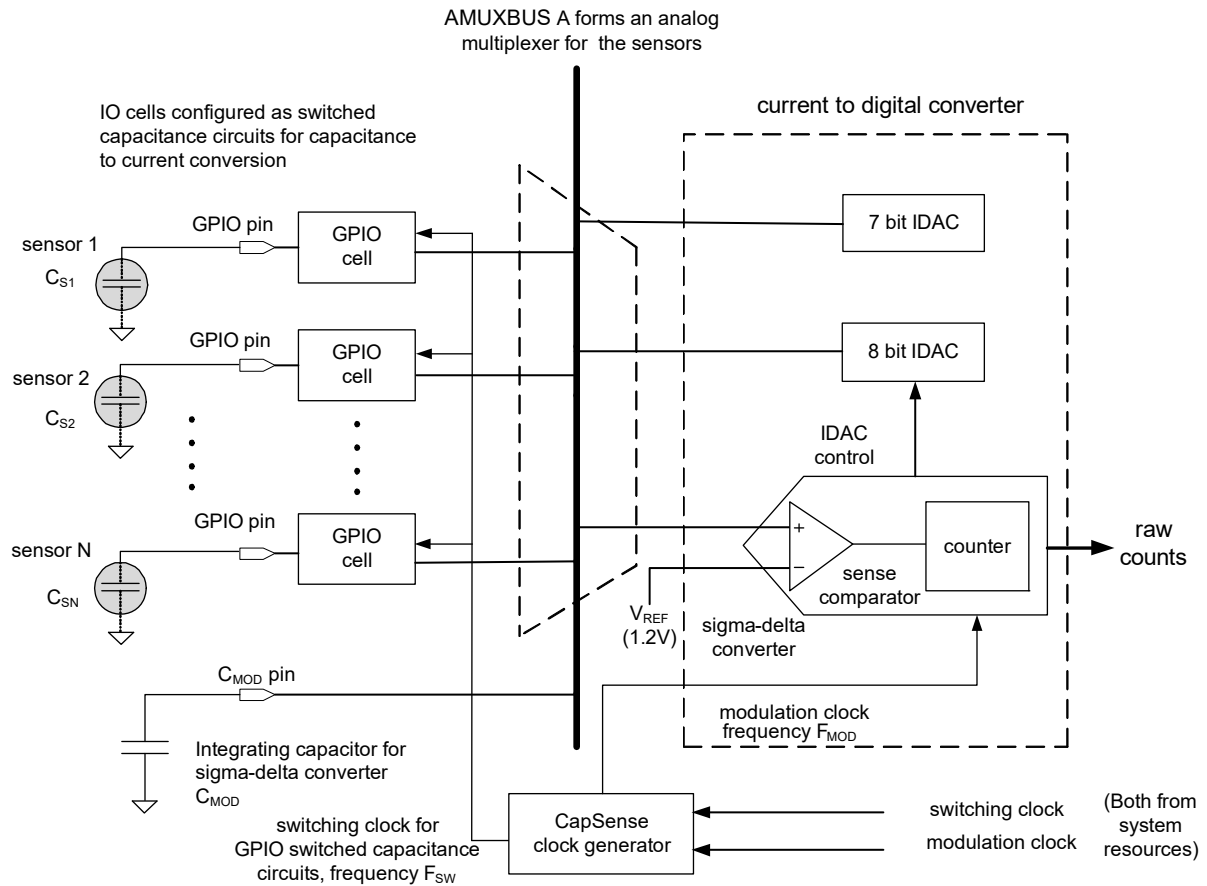 AMUXBUS A forms an analog
multiplexer for the sensors
IO cells configured as switched
capacitance circuits for capacitance
to current conversion
current to digital converter
GPIO pin
GPIO
cell
7 bit IDAC
sensor 1
CS1
GPIO pin
GPIO
cell
8 bit IDAC
sensor 2
CS2
IDAC
control
GPIO pin
GPIO
cell
sensor N
CSN
+
−
counter
sense
comparator
raw
counts
VREF
(1.2V)
sigma-delta
converter
CMOD pin
modulation clock
frequency FMOD
Integrating capacitor for
sigma-delta converter
CMOD
CapSense
clock generator
switching clock for
GPIO switched capacitance
circuits, frequency FSW
switching clock
modulation clock
(Both from
system
resources)